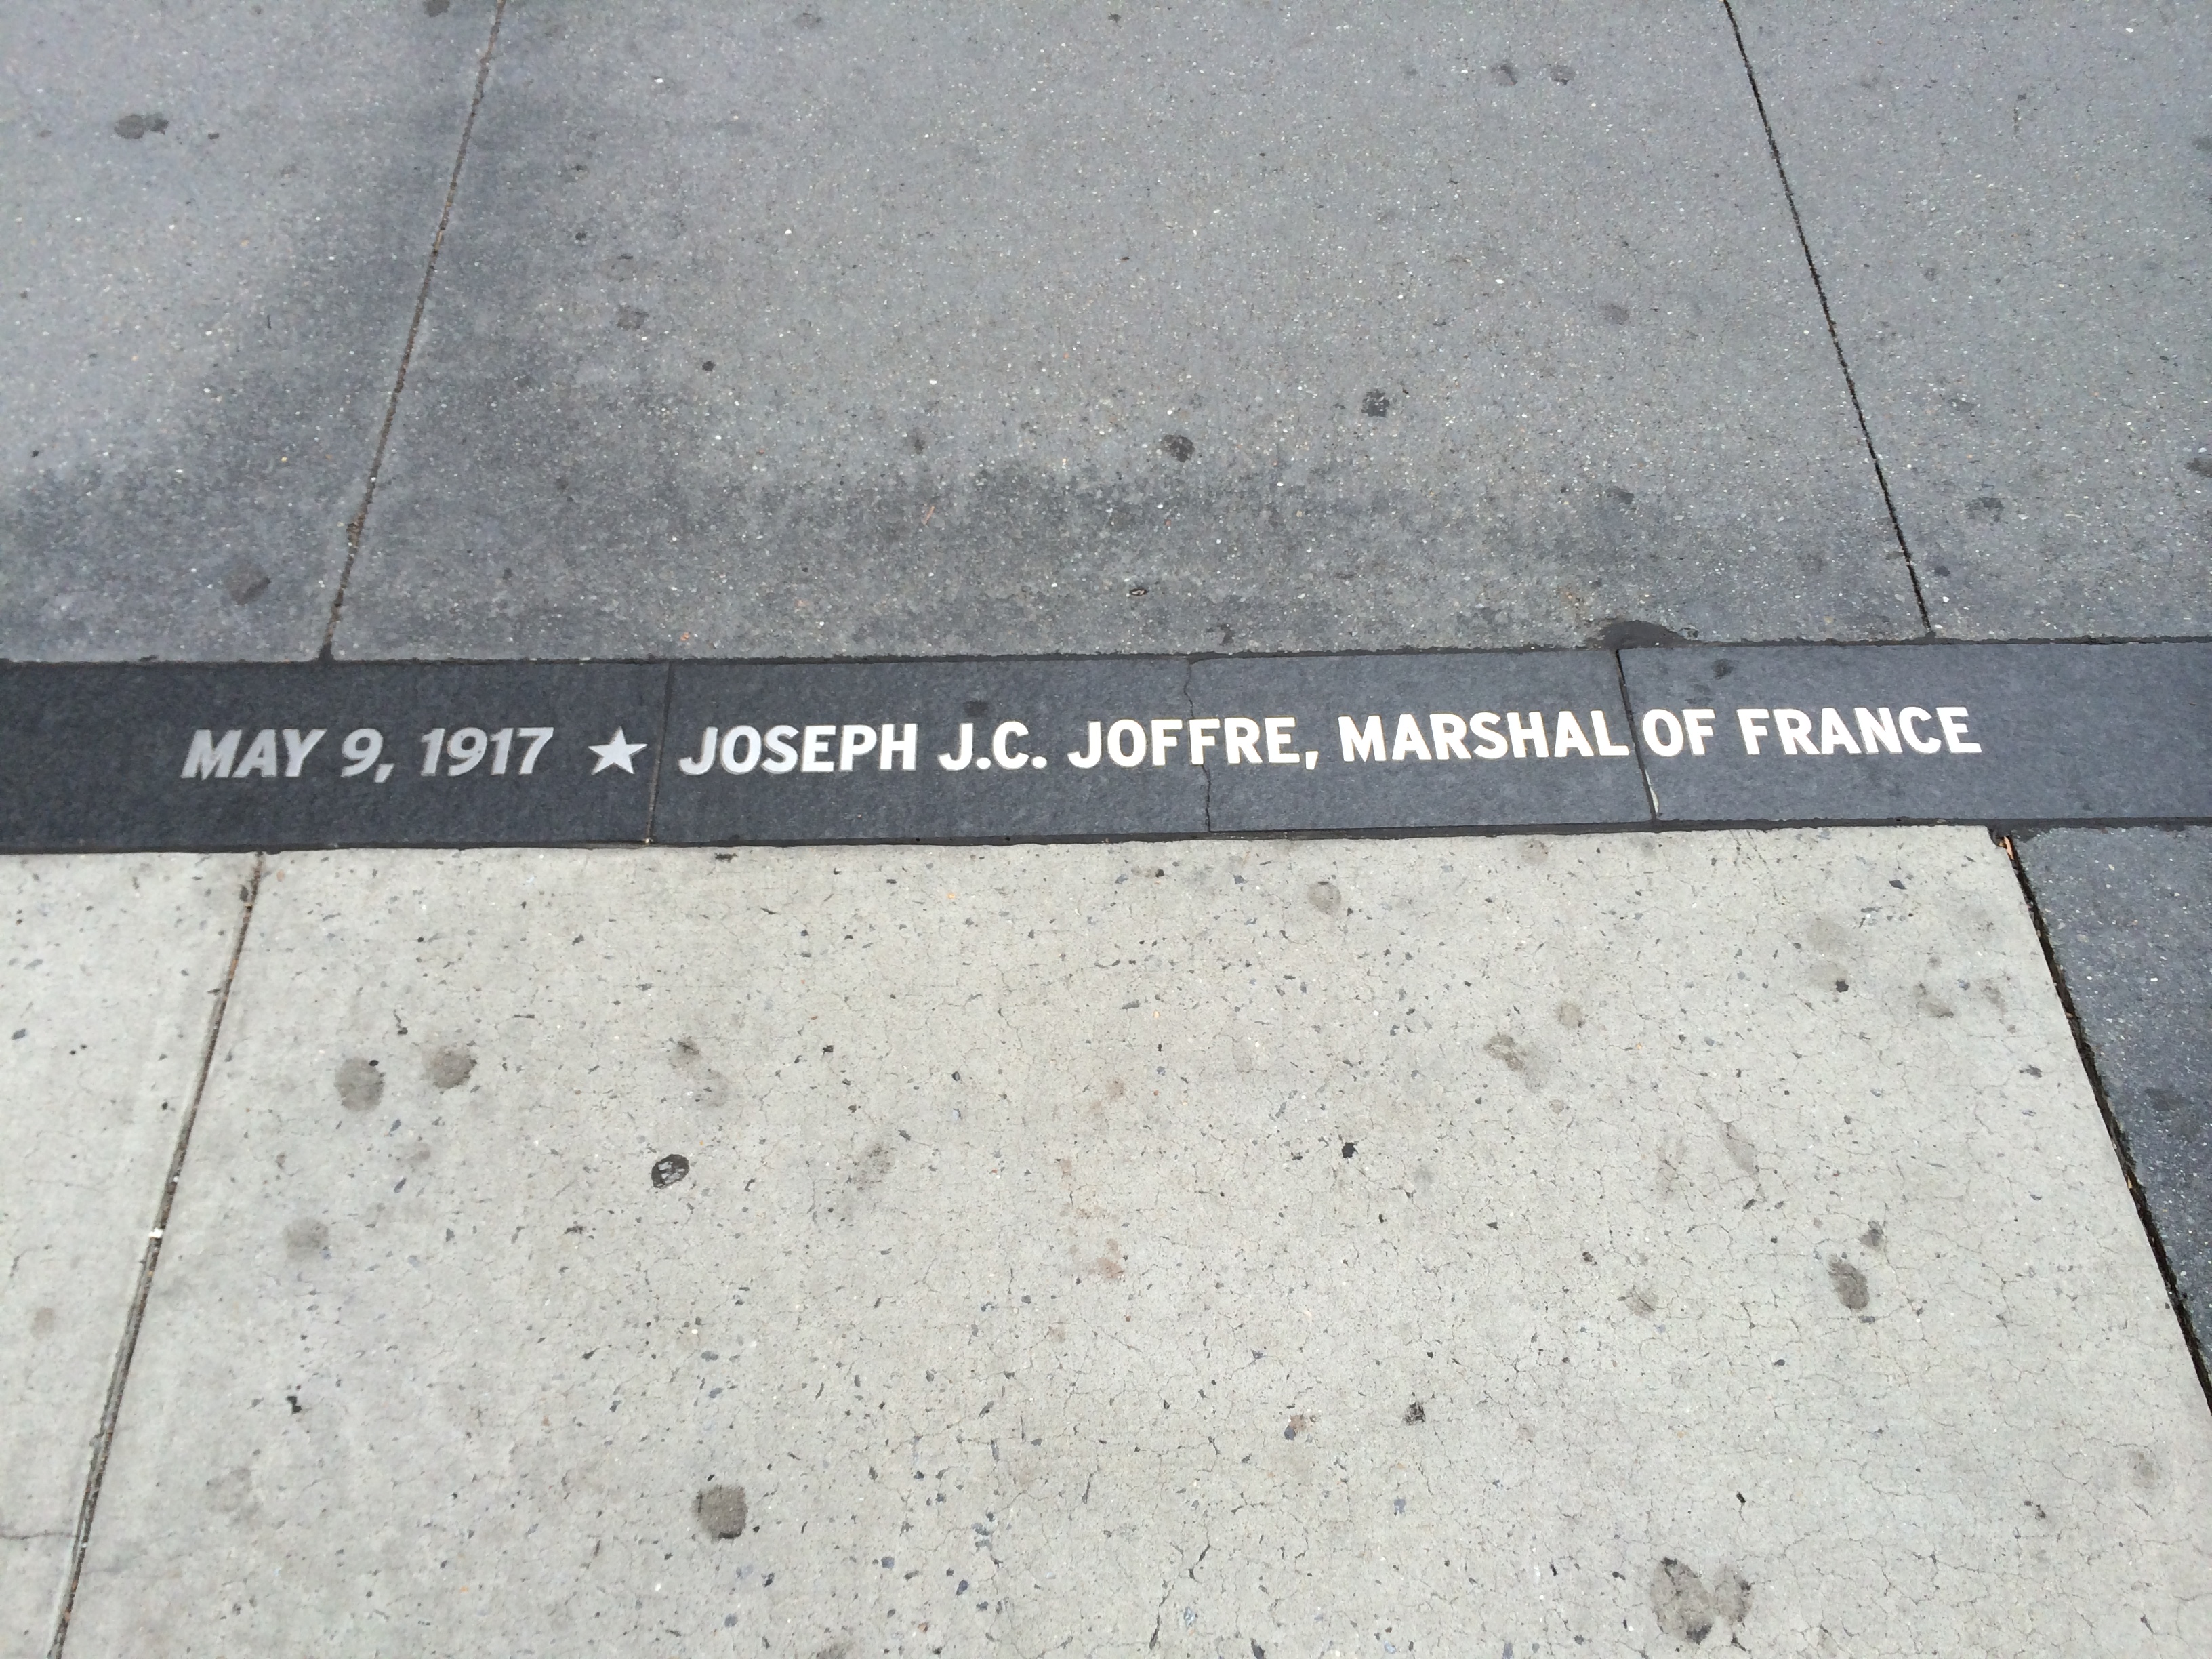 MAY 9, 1917 ★ JOSEPH J.C. JOFFRE, MARSHAL OF FRANCE